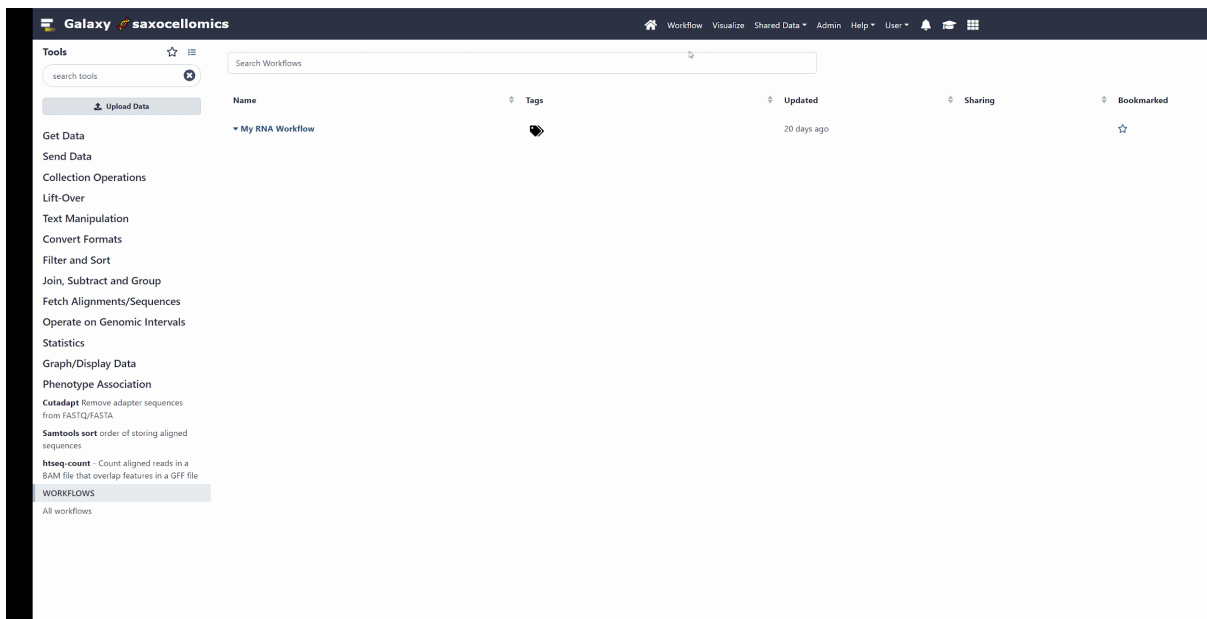 Galaxy saxocellomics
Workflow Visualize Shared Data Admin Help User
Tools
search tools
Upload Data
Get Data
Send Data
Collection Operations
Lift-Over
Text Manipulation
Convert Formats
Filter and Sort
Join, Subtract and Group
Fetch Alignments/Sequences
Operate on Genomic Intervals
Statistics
Graph/Display Data
Phenotype Association
Cutadapt Remove adapter sequences
from FASTQ/FASTA
Samtools sort order of storing aligned
sequences
htseq-count - Count aligned reads in a
BAM file that overlap features in a GFF file
WORKFLOWS
All workflows
Search Workflows
Name Tags Updated Sharing Bookmarked
My RNA Workflow 20 days ago